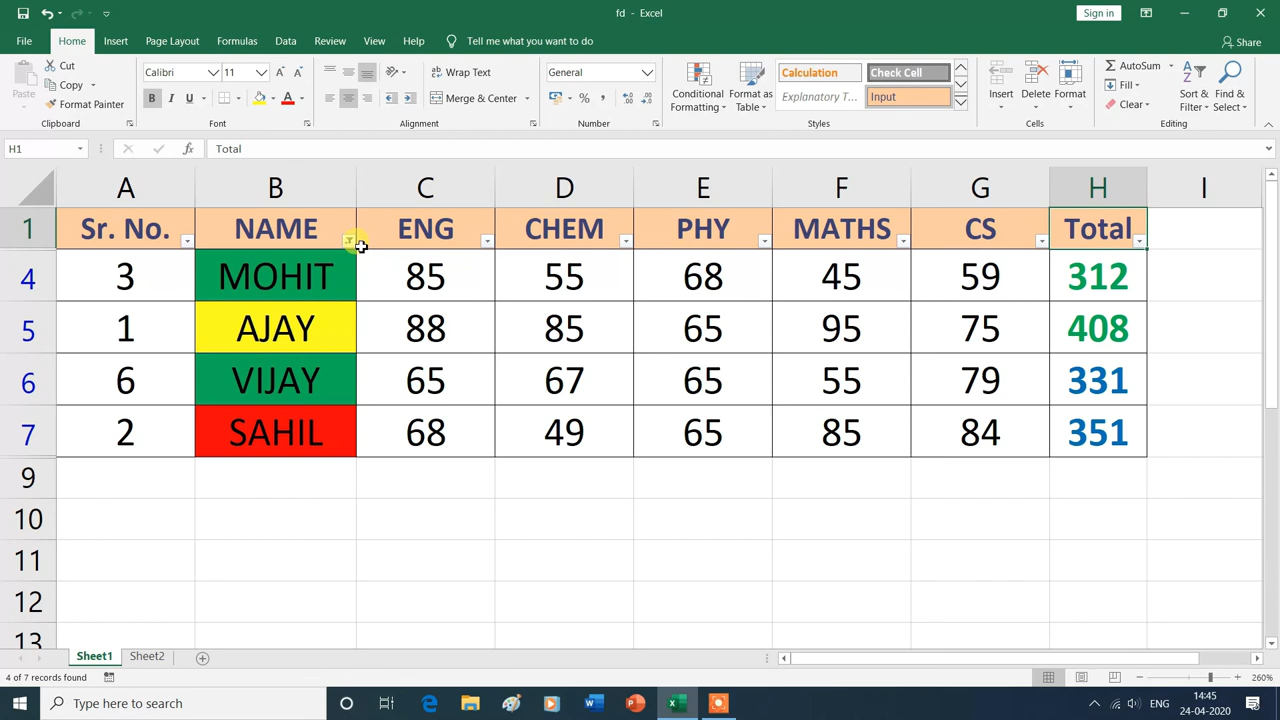 fd - Excel
Sign in
File Home Insert Page Layout Formulas Data Review View Help Tell me what you want to do Share
Paste Cut Copy Format Painter Clipboard
Calibri 11 B I U A A A Font
ab Wrap Text Merge & Center Alignment
General % , Number
Conditional Formatting Format as Table
Calculation Check Cell
Explanatory T... Input
Styles
Insert Delete Format Cells
AutoSum Fill Clear Sort & Filter Find & Select Editing
H1 fx Total
A B C D E F G H I
1 Sr. No. NAME ENG CHEM PHY MATHS CS Total
4 3 MOHIT 85 55 68 45 59 312
5 1 AJAY 88 85 65 95 75 408
6 6 VIJAY 65 67 65 55 79 331
7 2 SAHIL 68 49 65 85 84 351
9
10
11
12
13
Sheet1 Sheet2
4 of 7 records found 260%
Type here to search ENG 14:45
24-04-2020